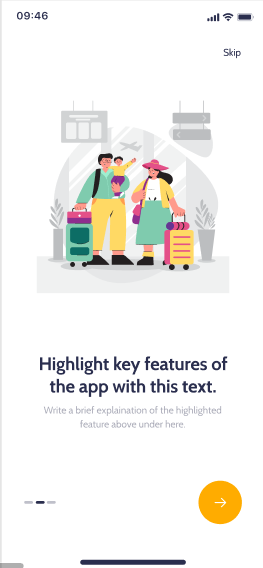 09:46
Skip
Highlight key features of
the app with this text.
Write a brief explaination of the highlighted
feature above under here.